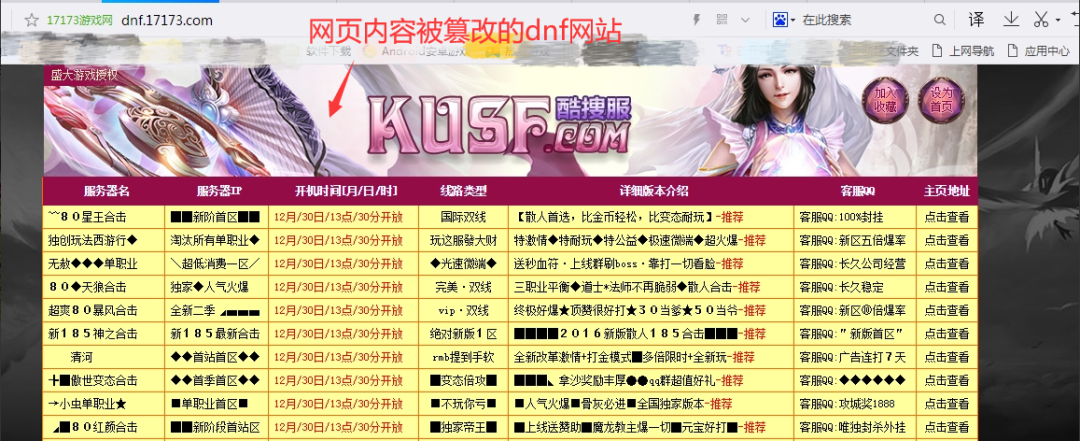 17173游戏网 dnf.17173.com 在此搜索 译
网页内容被篡改的dnf网站
软件下载 Android安卓游戏 文件夹 上网导航 应用中心
盛大游戏授权
KUSF.COM 酷搜服
加入收藏
设为首页
服务器名 服务器IP 开机时间[月/日/时] 线路类型 详细版本介绍 客服QQ 主页地址
﹌８０星王合击 ██新阶首区██ 12月/30日/13点/30分开放 国际双线 【散人首选，比金币轻松，比变态耐玩】-推荐 客服QQ:100%封挂 点击查看
独创玩法西游行◆ 淘汰所有单职业◆ 12月/30日/13点/30分开放 玩这服發大财 特激情◆特耐玩◆特公益◆极速微端◆超火爆-推荐 客服QQ:新区五倍爆率 点击查看
无赦◆◆◆单职业 ＼超低消费一区／ 12月/30日/13点/30分开放 ◆光速微端◆ 送秒血符·上线群刷boss·靠打一切看脸-推荐 客服QQ:长久公司经营 点击查看
８０◆天狼合击 独家◆人气火爆 12月/30日/13点/30分开放 完美·双线 三职业平衡◆道士*法师不再脆弱◆散人合击-推荐 客服QQ:长久稳定 点击查看
超爽８０暴风合击 全新二季 ◢▄▄▄ 12月/30日/13点/30分开放 vip·双线 终极好爆★顶赞很好打★３０当爹★５０当爷-推荐 客服QQ:新区®倍爆率 点击查看
新１８５神之合击 新１８５最新合击 12月/30日/13点/30分开放 绝对新版１区 ████２０１６新版散人１８５合击███-推荐 客服QQ:＂新版首区＂ 点击查看
清河 ◆◆首站首区◆◆ 12月/30日/13点/30分开放 rmb提到手软 全新改革激情+打金模式█多倍限时+全新玩-推荐 客服QQ:广告连打７天 点击查看
╋█傲世变态合击 ◆◆首季首区◆◆ 12月/30日/13点/30分开放 █变态倍攻█ ███◣拿沙奖励丰厚●●qq群超值好礼-推荐 客服QQ:◆◆◆◆◆◆ 点击查看
→小虫单职业★ ■单职业首区■ 12月/30日/13点/30分开放 ■不玩你亏■ ■人气火爆■骨灰必进■全国独家版本-推荐 客服QQ:攻城奖1888 点击查看
◢█８０红颜合击 ██新阶段首站区 12月/30日/13点/30分开放 █独家帝王█ █上线送赞助█魔龙教主爆一切█元宝好打█-推荐 客服QQ:唯独封杀外挂 点击查看